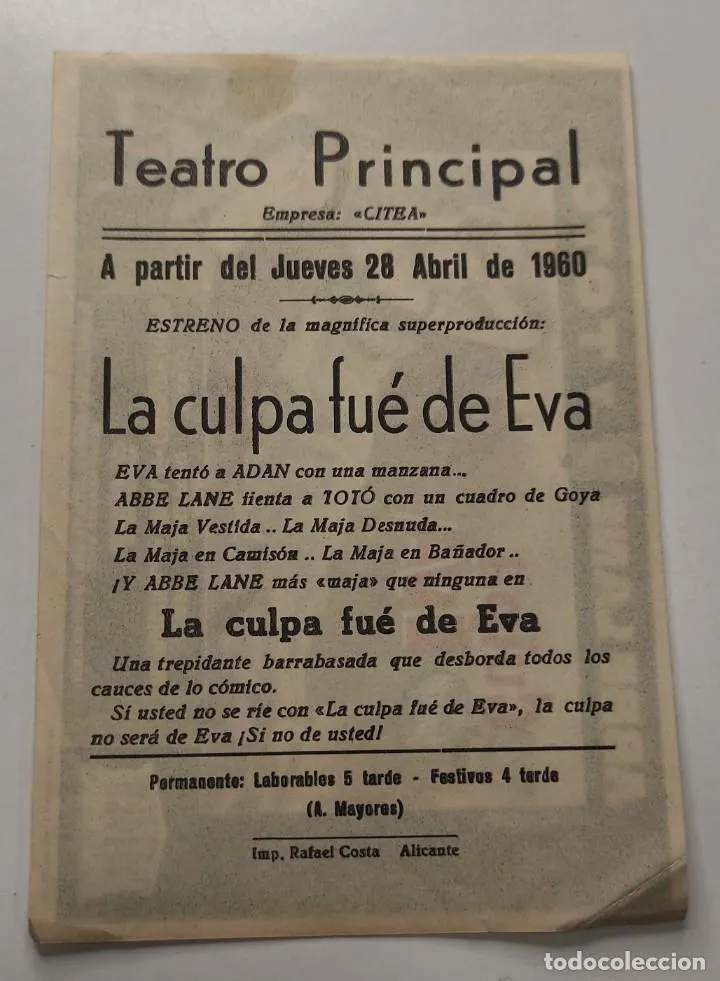 Teatro Principal
Empresa: «CITEA»
A partir del Jueves 28 Abril de 1960
ESTRENO de la magnífica superproducción:
La culpa fué de Eva
EVA tentó a ADAN con una manzana...
ABBE LANE tienta a TOTÓ con un cuadro de Goya
La Maja Vestida .. La Maja Desnuda...
La Maja en Camisón .. La Maja en Bañador ..
¡Y ABBE LANE más «maja» que ninguna en
La culpa fué de Eva
Una trepidante barrabasada que desborda todos los
cauces de lo cómico.
Si usted no se ríe con «La culpa fué de Eva», la culpa
no será de Eva ¡Si no de usted!
Permanente: Laborables 5 tarde - Festivos 4 tarde
(A. Mayores)
Imp. Rafael Costa Alicante
todocoleccion